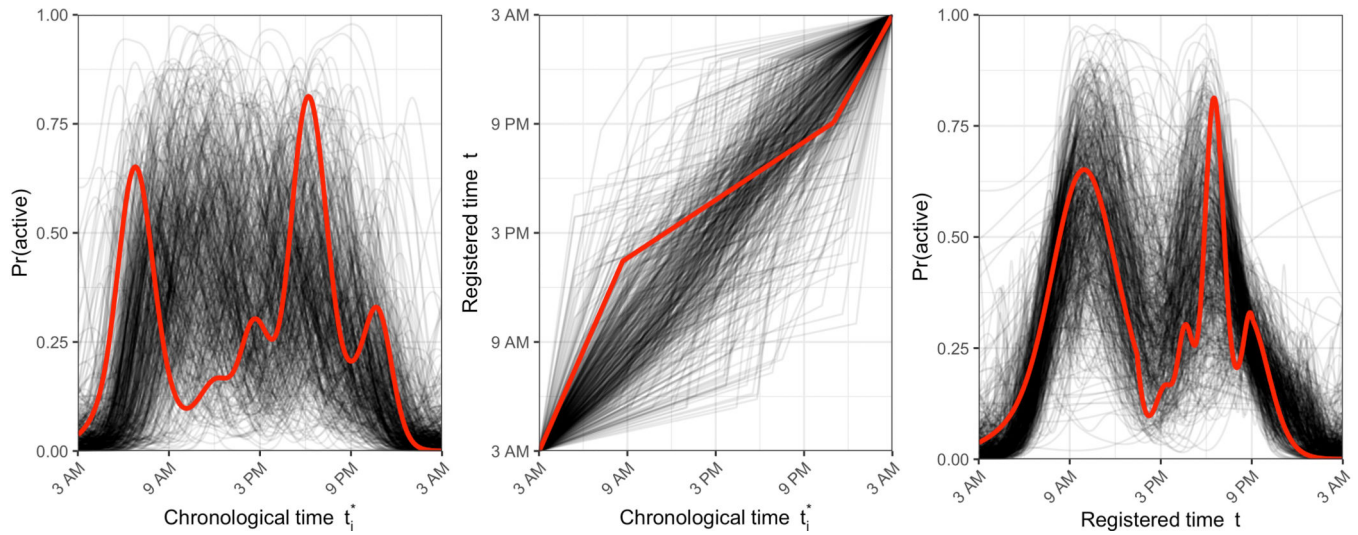 1.00
0.75
0.50
0.25
0.00
Pr(active)
3 AM
9 AM
3 PM
9 PM
3 AM
Chronological time t*i
3 AM
9 PM
3 PM
9 AM
3 AM
Registered time t
3 AM
9 AM
3 PM
9 PM
3 AM
Chronological time t*i
1.00
0.75
0.50
0.25
0.00
Pr(active)
3 AM
9 AM
3 PM
9 PM
3 AM
Registered time t